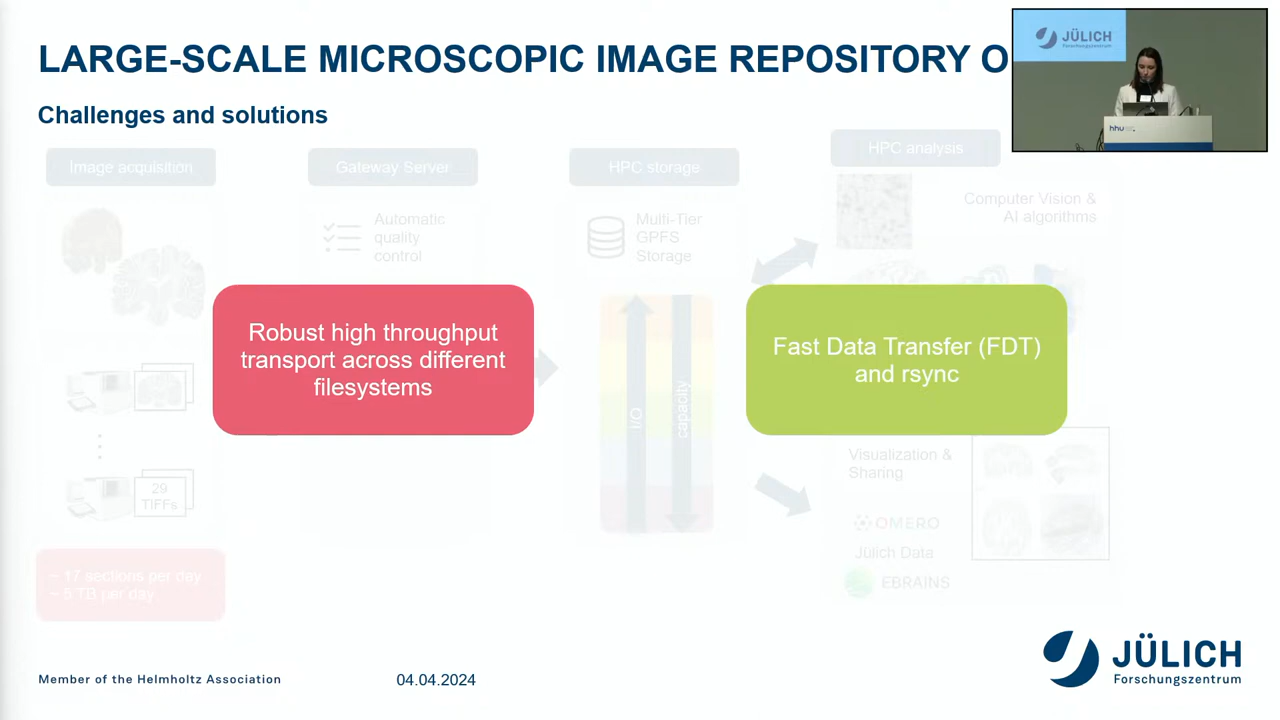 LARGE-SCALE MICROSCOPIC IMAGE REPOSITORY O
JÜLICH
Forschungszentrum
hhu
Challenges and solutions
Image acquisition
Gateway Server
HPC storage
HPC analysis
Automatic
quality
control
Multi-Tier
GPFS
Storage
Computer Vision &
AI algorithms
Robust high throughput
transport across different
filesystems
Fast Data Transfer (FDT)
and rsync
I/O
capacity
29
TIFFs
Visualization &
Sharing
OMERO
Jülich Data
EBRAINS
~ 17 sections per day
~ 5 TB per day
Member of the Helmholtz Association
04.04.2024
JÜLICH
Forschungszentrum